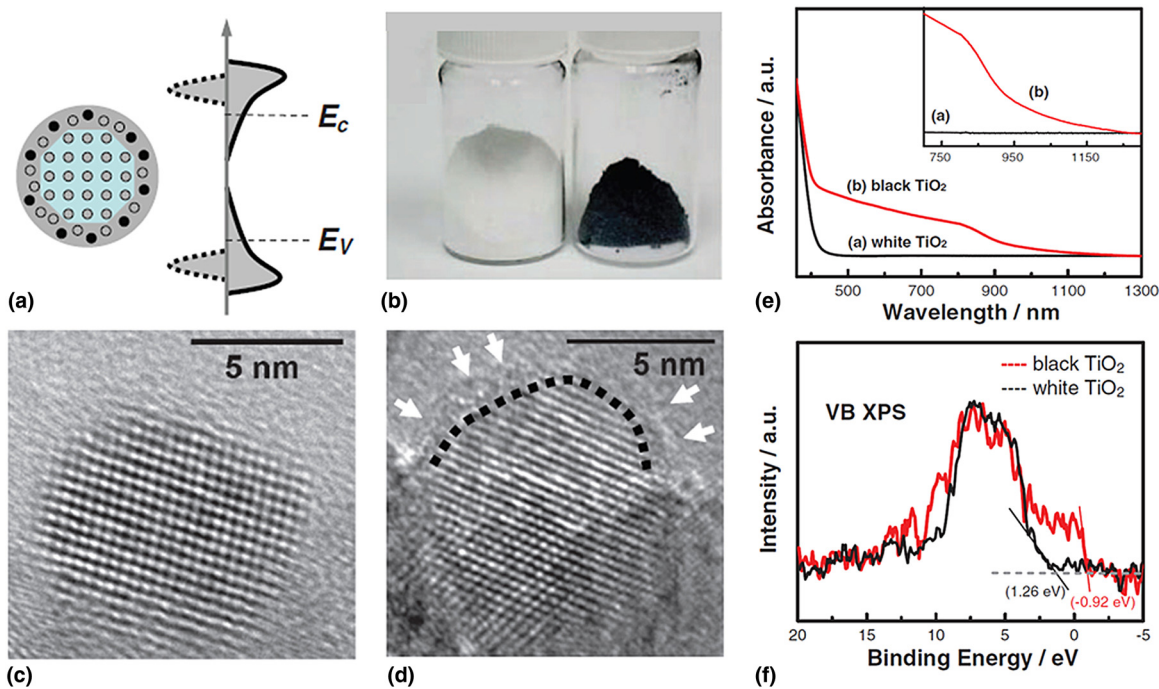 E_c
E_V
(a)
(b)
Absorbance / a.u.
(a)
(b)
750 950 1150
(b) black TiO₂
(a) white TiO₂
500 700 900 1100 1300
Wavelength / nm
(e)
5 nm
(c)
5 nm
(d)
Intensity / a.u.
VB XPS
black TiO₂
white TiO₂
(1.26 eV)
(-0.92 eV)
20 15 10 5 0 -5
Binding Energy / eV
(f)